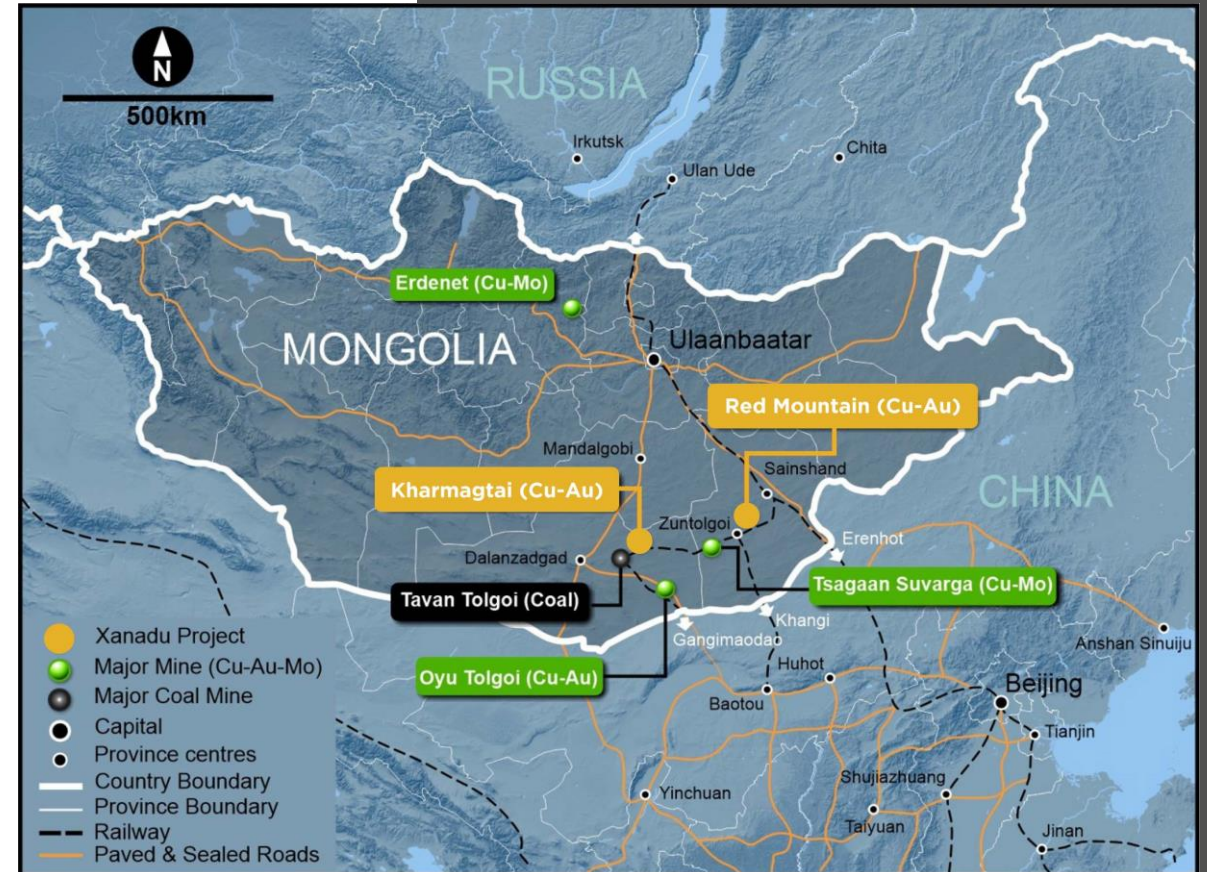 N
500km
RUSSIA
Irkutsk
Chita
Ulan Ude
Erdenet (Cu-Mo)
MONGOLIA
Ulaanbaatar
Red Mountain (Cu-Au)
Mandalgobi
Sainshand
Kharmagtai (Cu-Au)
CHINA
Zuntolgoi
Erenhot
Dalanzadgad
Tavan Tolgoi (Coal)
Tsagaan Suvarga (Cu-Mo)
Khangi
Gangimaodao
Anshan Sinuiju
Huhot
Oyu Tolgoi (Cu-Au)
Baotou
Beijing
Tianjin
Shujiazhuang
Yinchuan
Taiyuan
Jinan
Xanadu Project
Major Mine (Cu-Au-Mo)
Major Coal Mine
Capital
Province centres
Country Boundary
Province Boundary
Railway
Paved & Sealed Roads